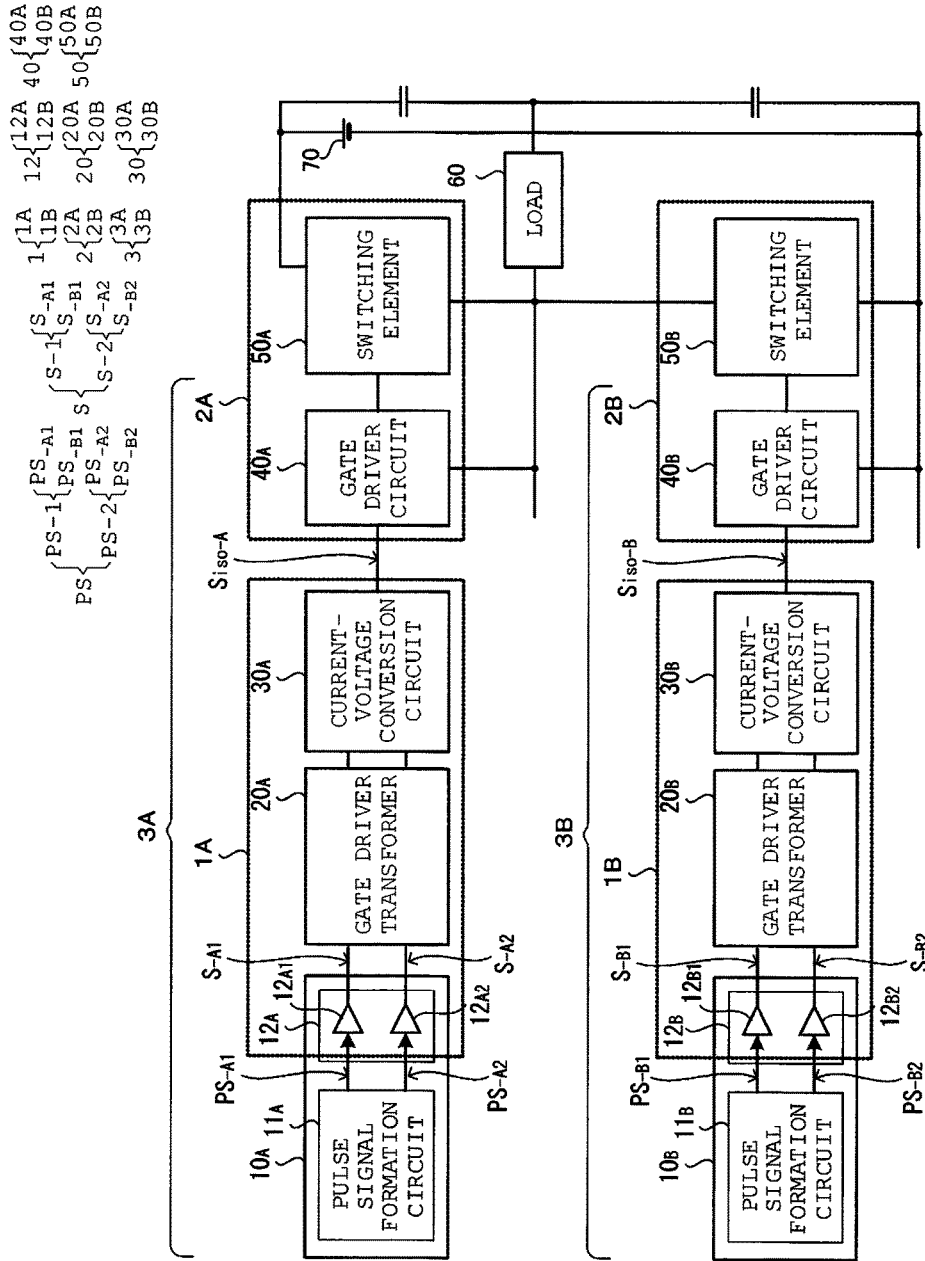 PS{PS-1{PS-A1
PS-B1
PS-2{PS-A2
PS-B2
S{S-1{S-A1
S-B1
S-2{S-A2
S-B2
1{1A
1B
2{2A
2B
3{3A
3B
12{12A
12B
20{20A
20B
30{30A
30B
40{40A
40B
50{50A
50B
3A
10A
11A
PULSE
SIGNAL
FORMATION
CIRCUIT
PS-A1
PS-A2
12A
12A1
12A2
S-A1
S-A2
1A
20A
GATE DRIVER
TRANSFORMER
30A
CURRENT-
VOLTAGE
CONVERSION
CIRCUIT
Siso-A
2A
40A
GATE
DRIVER
CIRCUIT
50A
SWITCHING
ELEMENT
60
LOAD
70
3B
10B
11B
PULSE
SIGNAL
FORMATION
CIRCUIT
PS-B1
PS-B2
12B
12B1
12B2
S-B1
S-B2
1B
20B
GATE DRIVER
TRANSFORMER
30B
CURRENT-
VOLTAGE
CONVERSION
CIRCUIT
Siso-B
2B
40B
GATE
DRIVER
CIRCUIT
50B
SWITCHING
ELEMENT